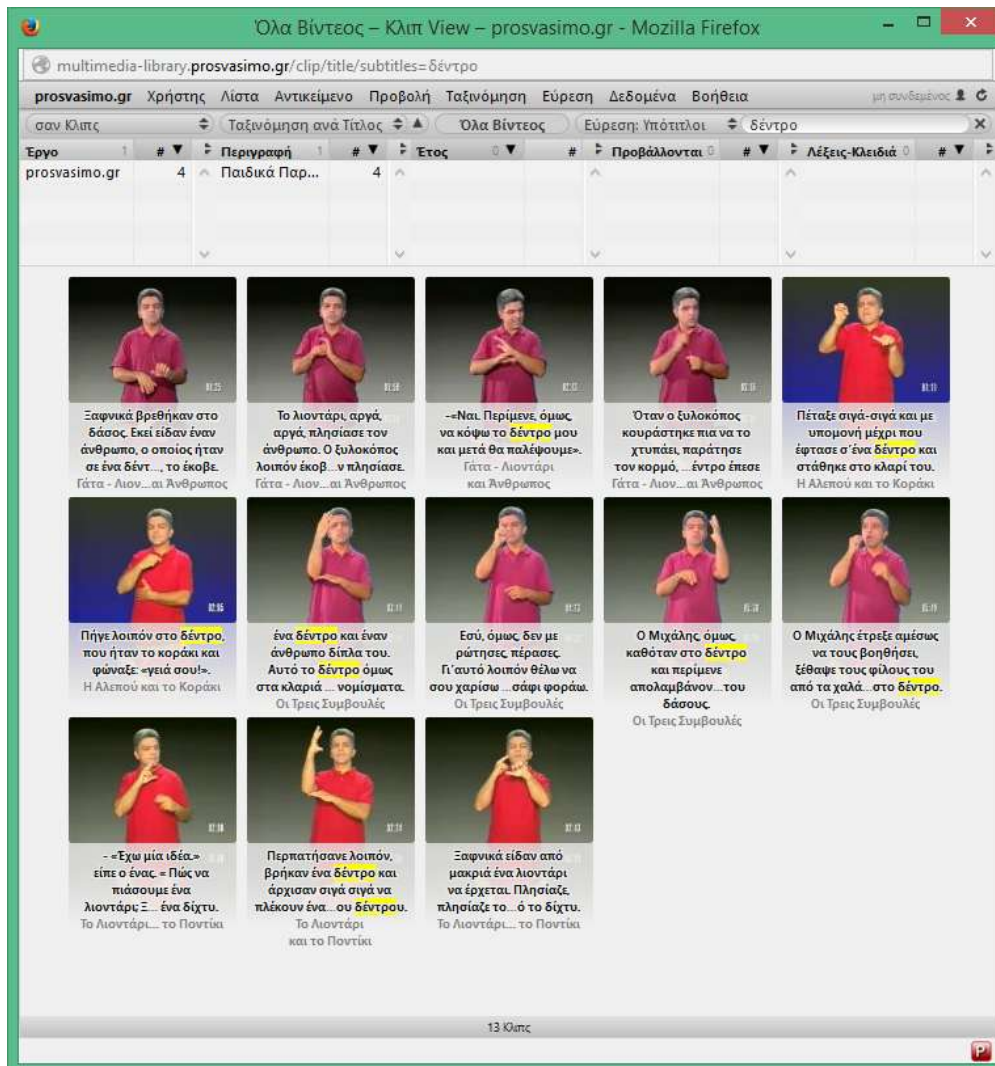 Όλα Βίντεος – Κλιπ View – prosvasimo.gr - Mozilla Firefox
multimedia-library.prosvasimo.gr/clip/title/subtitles=δέντρο
prosvasimo.gr Χρήστης Λίστα Αντικείμενο Προβολή Ταξινόμηση Εύρεση Δεδομένα Βοήθεια μη συνδεμένος
σαν Κλιπς Ταξινόμηση ανά Τίτλος Όλα Βίντεος Εύρεση: Υπότιτλοι δέντρο
Έργο 1 # Περιγραφή 1 # Έτος 0 # Προβάλλονται 0 # Λέξεις-Κλειδιά 0 #
prosvasimo.gr 4 Παιδικά Παρ... 4
Ξαφνικά βρεθήκαν στο
δάσος. Εκεί είδαν έναν
άνθρωπο, ο οποίος ήταν
σε ένα δέντ..., το έκοβε.
Γάτα - Λιον...αι Άνθρωπος
Το λιοντάρι, αργά,
αργά, πλησίασε τον
άνθρωπο. Ο ξυλοκόπος
λοιπόν έκοβ...ν πλησίασε.
Γάτα - Λιον...αι Άνθρωπος
-«Ναι. Περίμενε, όμως,
να κόψω το δέντρο μου
και μετά θα παλέψουμε».
Γάτα - Λιοντάρι
και Άνθρωπος
Όταν ο ξυλοκόπος
κουράστηκε πια να το
χτυπάει, παράτησε
τον κορμό, ...έντρο έπεσε
Γάτα - Λιον...αι Άνθρωπος
Πέταξε σιγά-σιγά και με
υπομονή μέχρι που
έφτασε σ'ένα δέντρο και
στάθηκε στο κλαρί του.
Η Αλεπού και το Κοράκι
Πήγε λοιπόν στο δέντρο,
που ήταν το κοράκι και
φώναξε: «γειά σου!».
Η Αλεπού και το Κοράκι
ένα δέντρο και έναν
άνθρωπο δίπλα του.
Αυτό το δέντρο όμως
στα κλαριά ... νομίσματα.
Οι Τρεις Συμβουλές
Εσύ, όμως, δεν με
ρώτησες, πέρασες.
Γι'αυτό λοιπόν θέλω να
σου χαρίσω ...σάφι φοράω.
Οι Τρεις Συμβουλές
Ο Μιχάλης, όμως,
καθόταν στο δέντρο
και περίμενε
απολαμβάνον...του
δάσους.
Οι Τρεις Συμβουλές
Ο Μιχάλης έτρεξε αμέσως
να τους βοηθήσει,
ξέθαψε τους φίλους του
από τα χαλά...στο δέντρο.
Οι Τρεις Συμβουλές
- «Έχω μία ιδέα.»
είπε ο ένας. « Πώς να
πιάσουμε ένα
λιοντάρι; Ξ... ένα δίχτυ.
Το Λιοντάρι... το Ποντίκι
Περπατήσανε λοιπόν,
βρήκαν ένα δέντρο και
άρχισαν σιγά σιγά να
πλέκουν ένα...ου δέντρου.
Το Λιοντάρι
και το Ποντίκι
Ξαφνικά είδαν από
μακριά ένα λιοντάρι
να έρχεται. Πλησίαζε,
πλησίαζε το...ό το δίχτυ.
Το Λιοντάρι... το Ποντίκι
13 Κλιπς